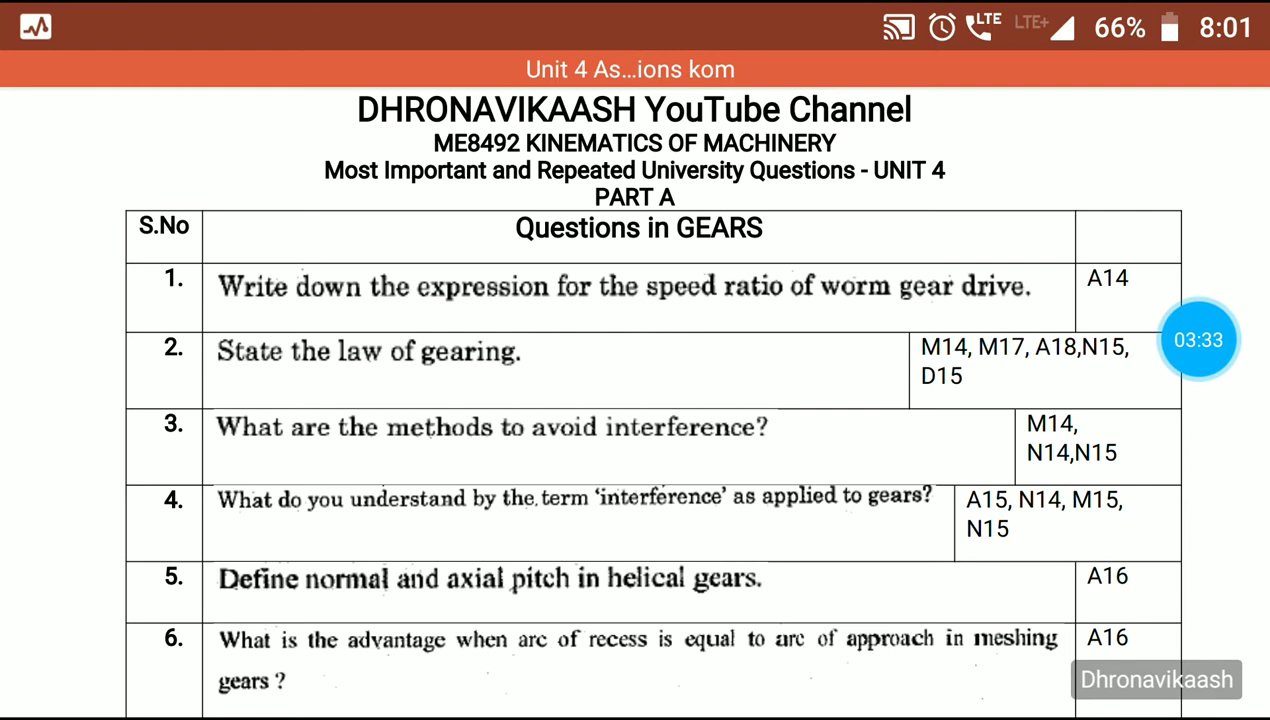 LTE LTE+ 66% 8:01
Unit 4 As...ions kom
DHRONAVIKAASH YouTube Channel
ME8492 KINEMATICS OF MACHINERY
Most Important and Repeated University Questions - UNIT 4
PART A
S.No Questions in GEARS
1. Write down the expression for the speed ratio of worm gear drive. A14
03:33
2. State the law of gearing. M14, M17, A18,N15,
D15
3. What are the methods to avoid interference? M14,
N14,N15
4. What do you understand by the term 'interference' as applied to gears? A15, N14, M15,
N15
5. Define normal and axial pitch in helical gears. A16
6. What is the advantage when arc of recess is equal to arc of approach in meshing A16
gears ?
Dhronavikaash